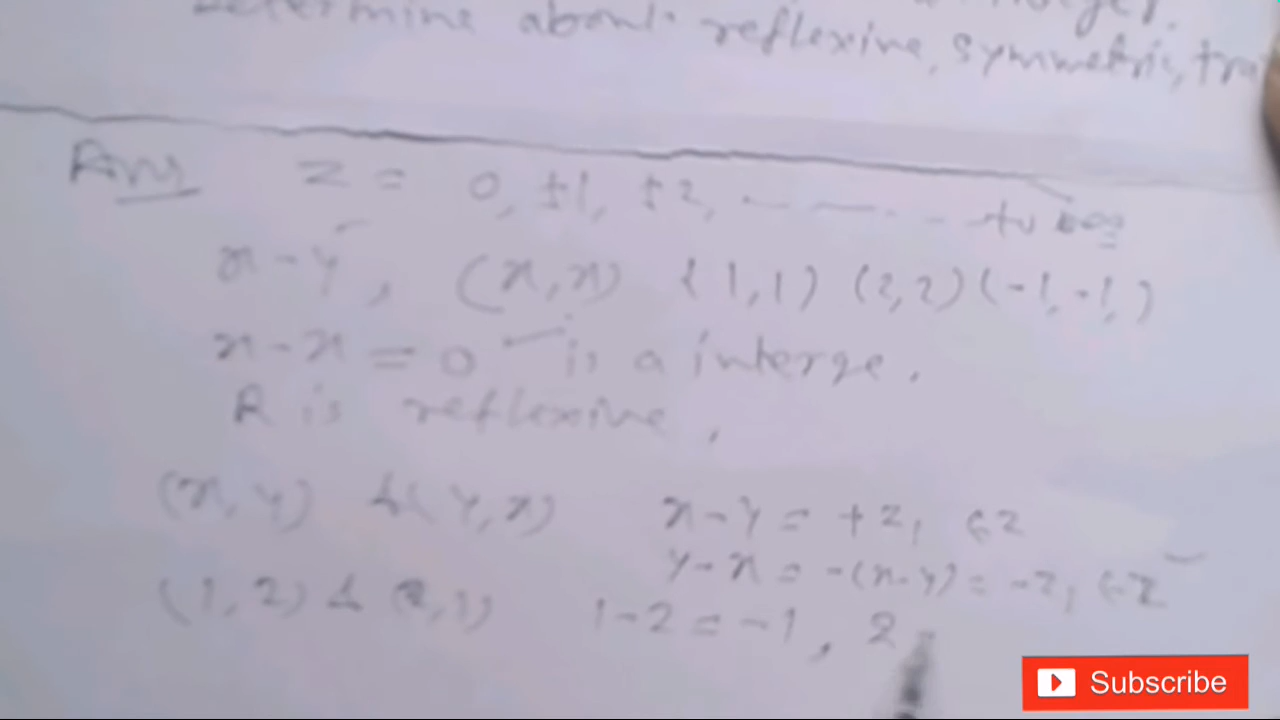 Determine about reflexive, symmetric, tra
Ans Z = 0, ±1, ±2, - - - - to
x-y, (x,x) {1,1) (2,2) (-1,-1,)
x-x = 0 is a interge.
R is reflexive,
(x,y) & (y,x) x-y = +z, ∈z
y-x = -(x-y) = -z, ∈z
(1,2) & (2,1) 1-2 = -1, 2
Subscribe